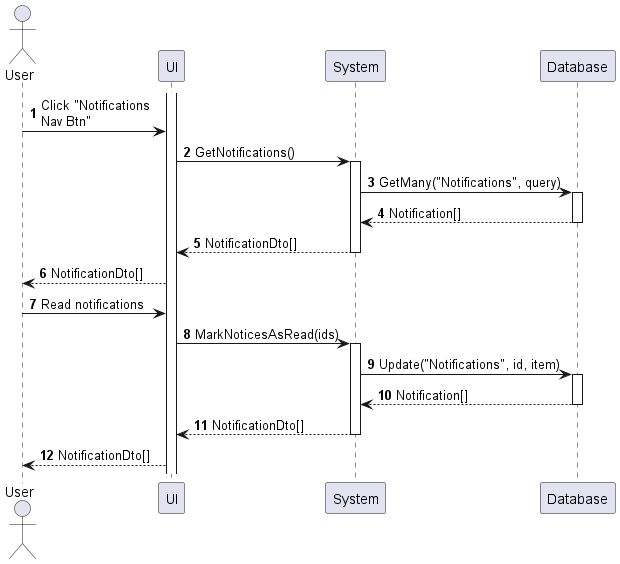 User
UI
System
Database
1 Click "Notifications
Nav Btn"
2 GetNotifications()
3 GetMany("Notifications", query)
4 Notification[]
5 NotificationDto[]
6 NotificationDto[]
7 Read notifications
8 MarkNoticesAsRead(ids)
9 Update("Notifications", id, item)
10 Notification[]
11 NotificationDto[]
12 NotificationDto[]
User
UI
System
Database